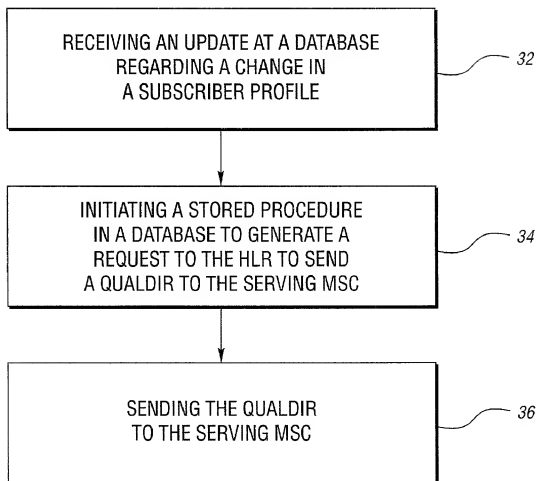 RECEIVING AN UPDATE AT A DATABASE
REGARDING A CHANGE IN
A SUBSCRIBER PROFILE
32
INITIATING A STORED PROCEDURE
IN A DATABASE TO GENERATE A
REQUEST TO THE HLR TO SEND
A QUALDIR TO THE SERVING MSC
34
SENDING THE QUALDIR
TO THE SERVING MSC
36